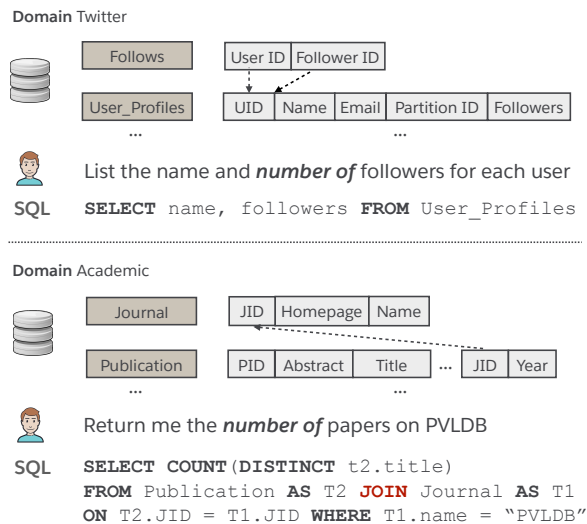 Domain Twitter
Follows User ID Follower ID
User_Profiles UID Name Email Partition ID Followers
... ...
List the name and number of followers for each user
SQL SELECT name, followers FROM User_Profiles
Domain Academic
Journal JID Homepage Name
Publication PID Abstract Title ... JID Year
... ...
Return me the number of papers on PVLDB
SQL SELECT COUNT(DISTINCT t2.title)
FROM Publication AS T2 JOIN Journal AS T1
ON T2.JID = T1.JID WHERE T1.name = “PVLDB”